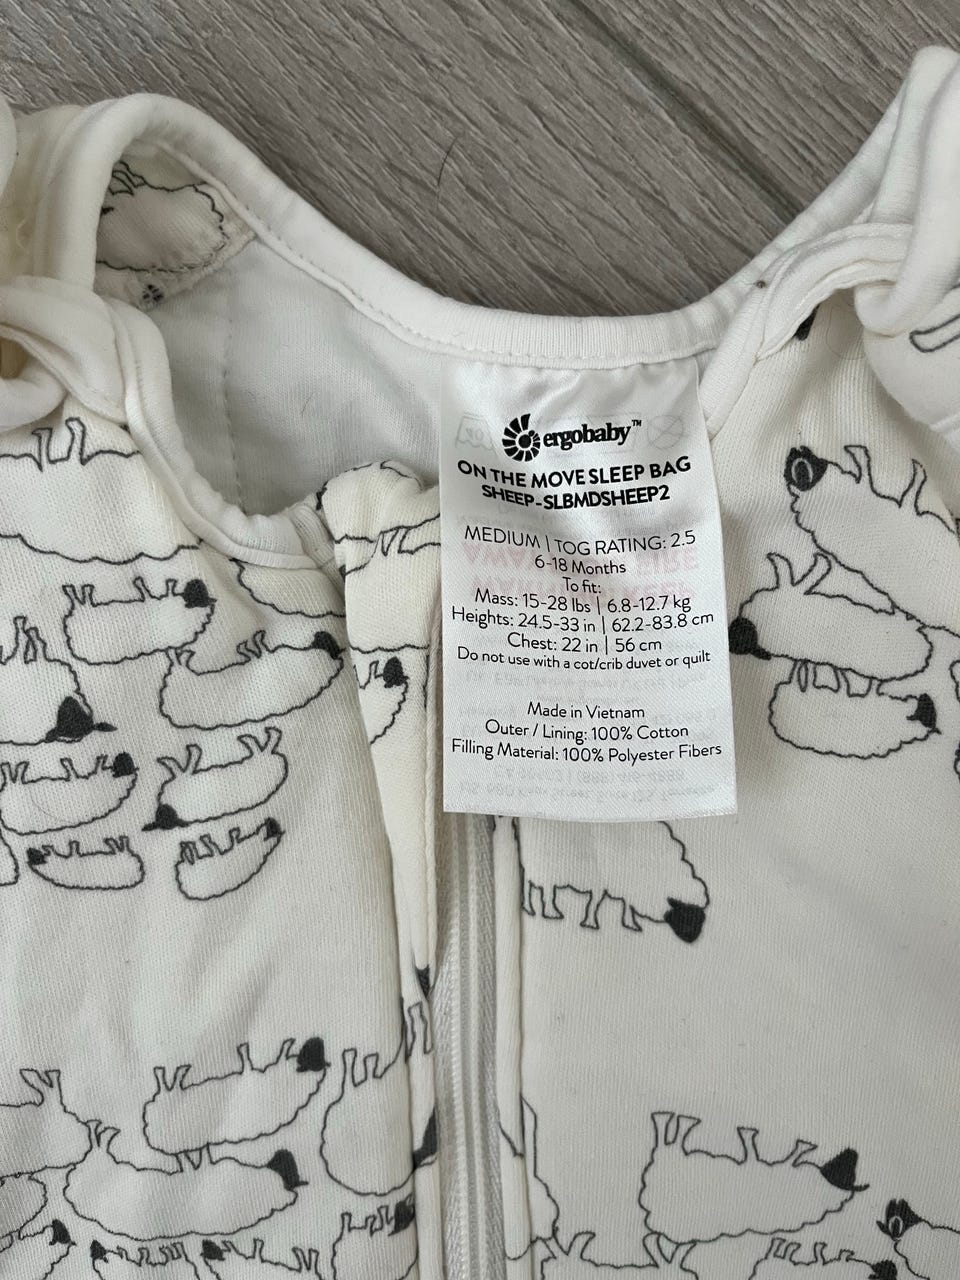 ergobaby™
ON THE MOVE SLEEP BAG
SHEEP-SLBMDSHEEP2
MEDIUM | TOG RATING: 2.5
6-18 Months
To fit:
Mass: 15-28 lbs | 6.8-12.7 kg
Heights: 24.5-33 in | 62.2-83.8 cm
Chest: 22 in | 56 cm
Do not use with a cot/crib duvet or quilt
Made in Vietnam
Outer / Lining: 100% Cotton
Filling Material: 100% Polyester Fibers